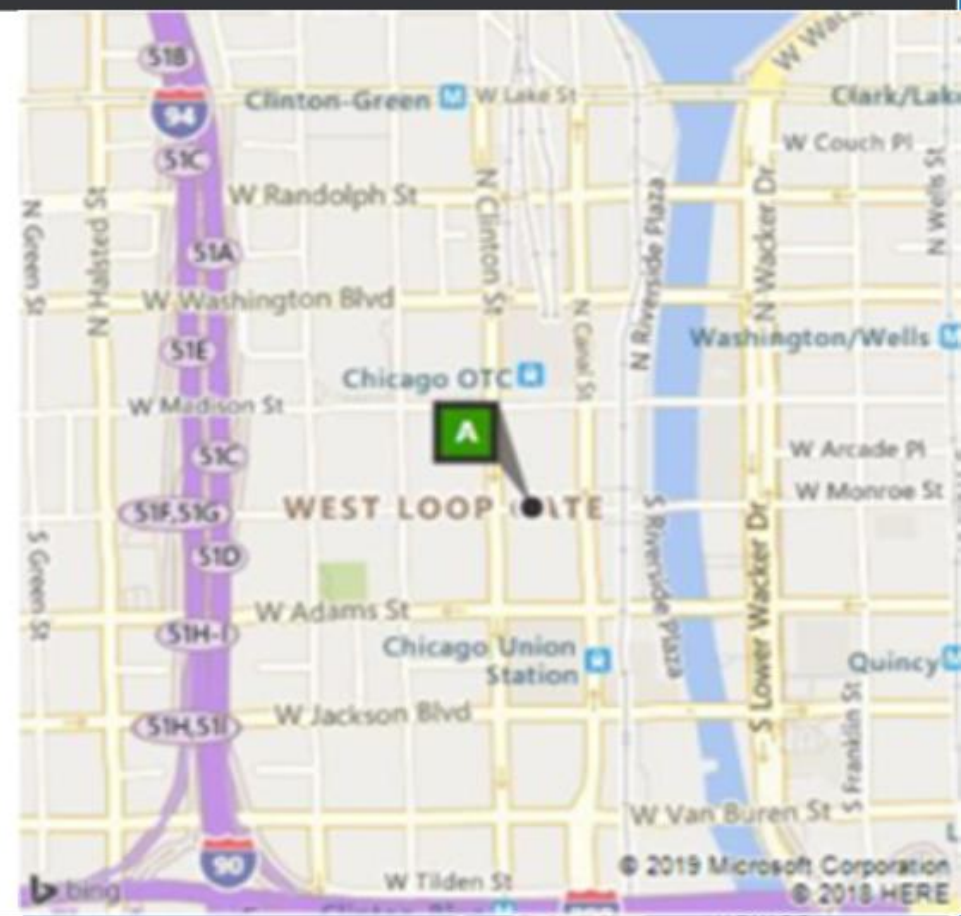 51B
W Wacker
94
Clinton-Green M
W Lake St
Clark/Lake
W Couch Pl
51C
W Randolph St
N Green St
N Halsted St
N Clinton St
N Riverside Plaza
N Wacker Dr
N Wells St
51A
W Washington Blvd
N Canal St
51E
Washington/Wells M
Chicago OTC
W Madison St
A
W Arcade Pl
51C
W Monroe St
51F,51G
WEST LOOP GATE
51D
S Green St
S Riverside Plaza
S Lower Wacker Dr
W Adams St
51H-I
Chicago Union
Station
Quincy M
51H,51I
W Jackson Blvd
S Franklin St
W Van Buren St
90
© 2019 Microsoft Corporation
© 2018 HERE
bing
W Tilden St